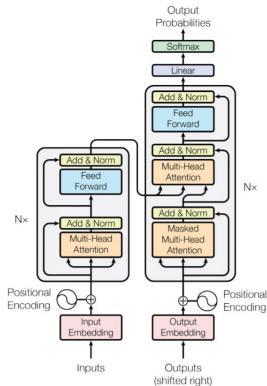 Output
Probabilities
Softmax
Linear
Add & Norm
Feed
Forward
Add & Norm
Multi-Head
Attention
Add & Norm
Masked
Multi-Head
Attention
N×
Positional
Encoding
Output
Embedding
Outputs
(shifted right)
Add & Norm
Feed
Forward
N×
Add & Norm
Multi-Head
Attention
Positional
Encoding
Input
Embedding
Inputs